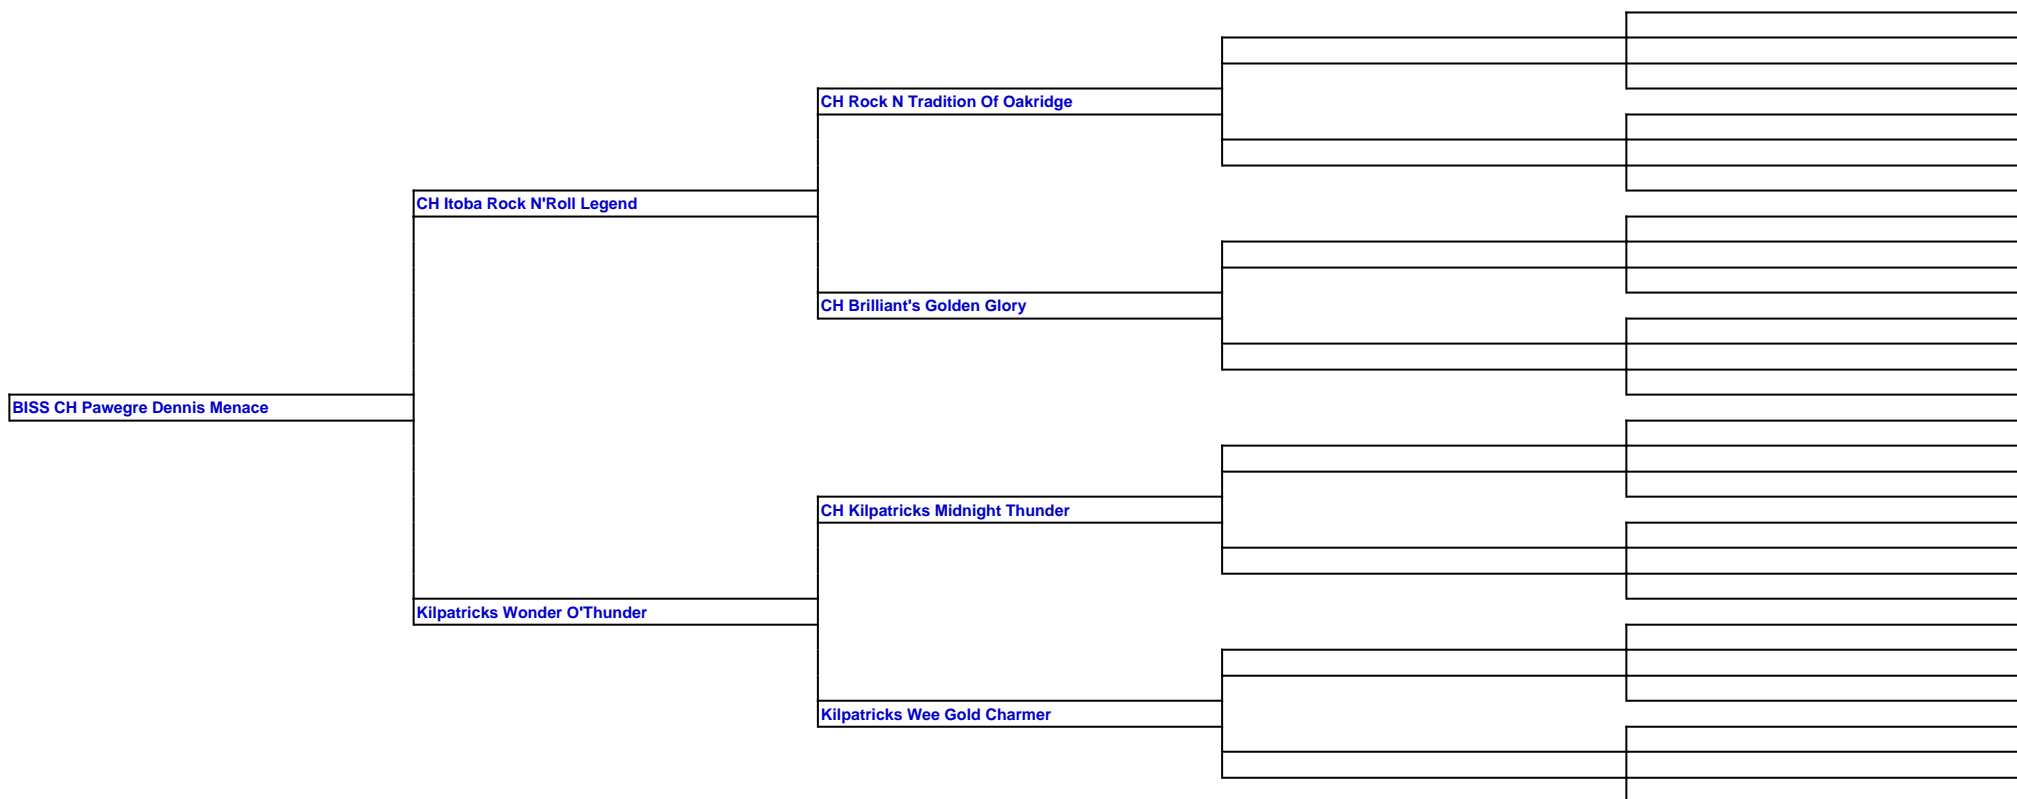 CH Rock N Tradition Of Oakridge
CH Itoba Rock N'Roll Legend
CH Brilliant's Golden Glory
BISS CH Pawegre Dennis Menace
CH Kilpatricks Midnight Thunder
Kilpatricks Wonder O'Thunder
Kilpatricks Wee Gold Charmer